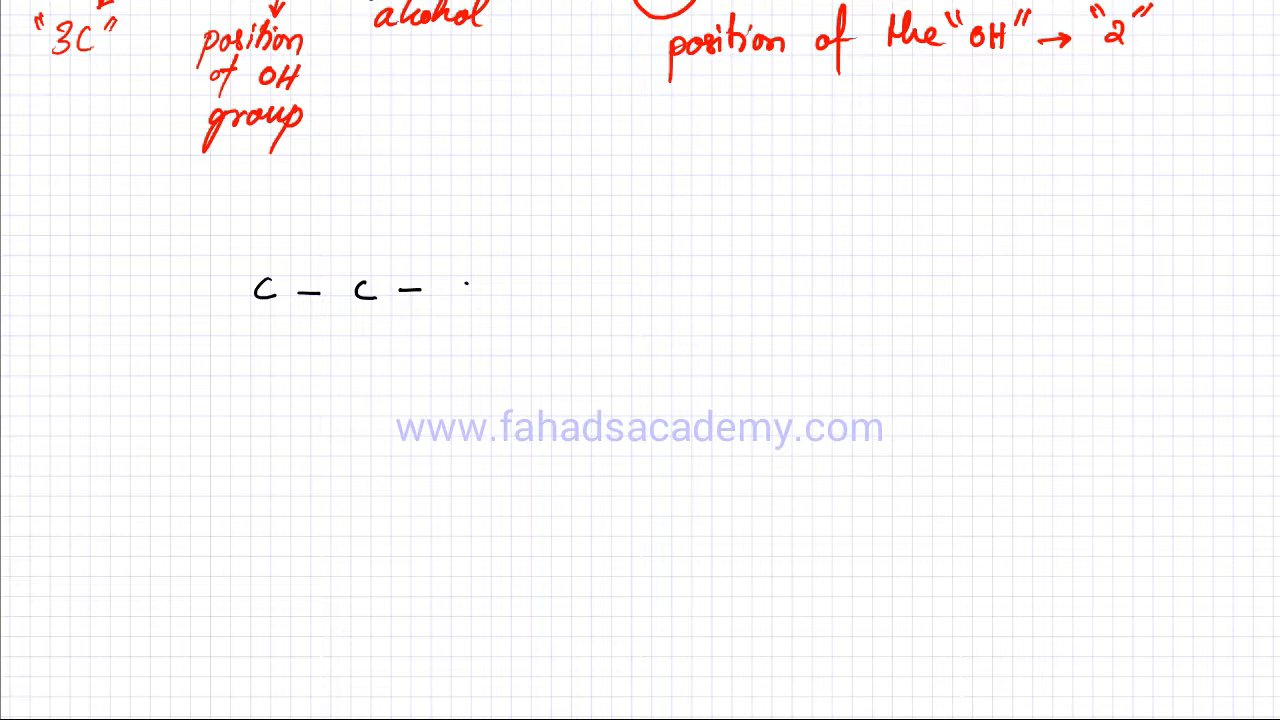 "3C"
position
of OH
group
alcohol
position of the "OH" → "2"
C – C –
www.fahadsacademy.com